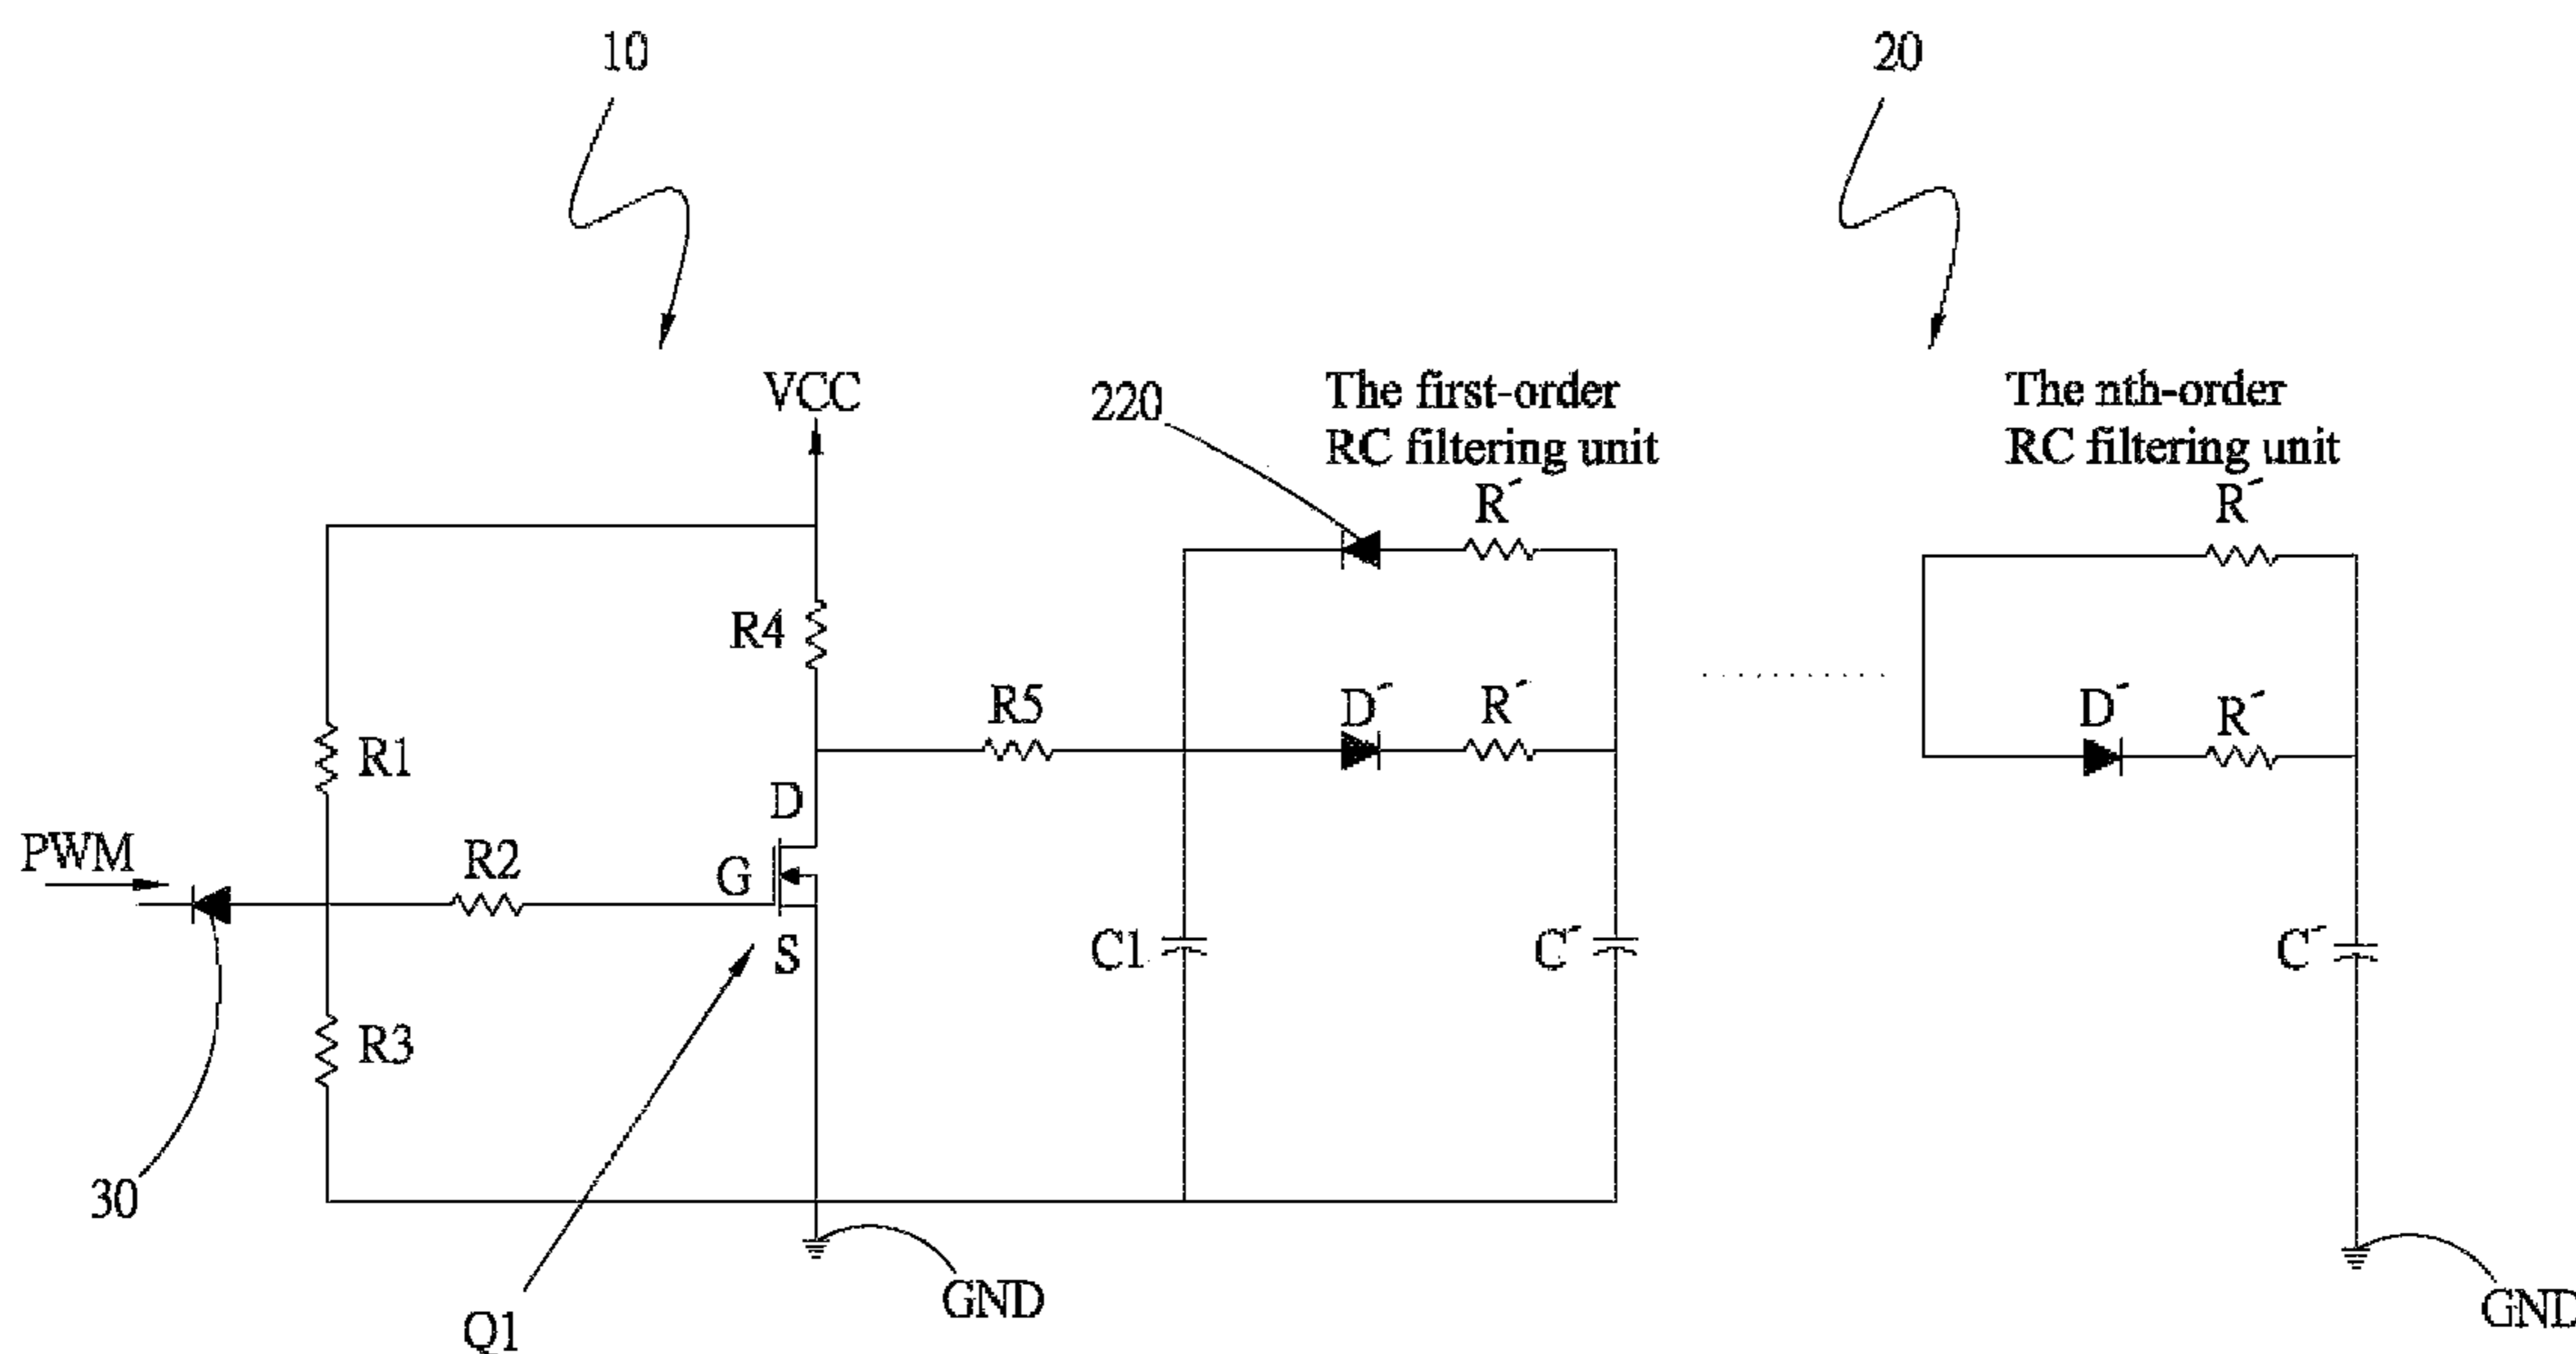 10
20
VCC
220
The first-order
RC filtering unit
The nth-order
RC filtering unit
R´
R´
R4
R5
D´
R´
D´
R´
R1
D
PWM
R2
G
S
C1
C´
C´
R3
30
GND
GND
Q1